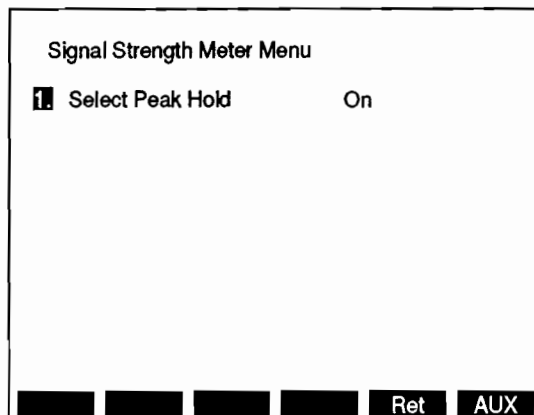 Signal Strength Meter Menu
1. Select Peak Hold On
Ret AUX